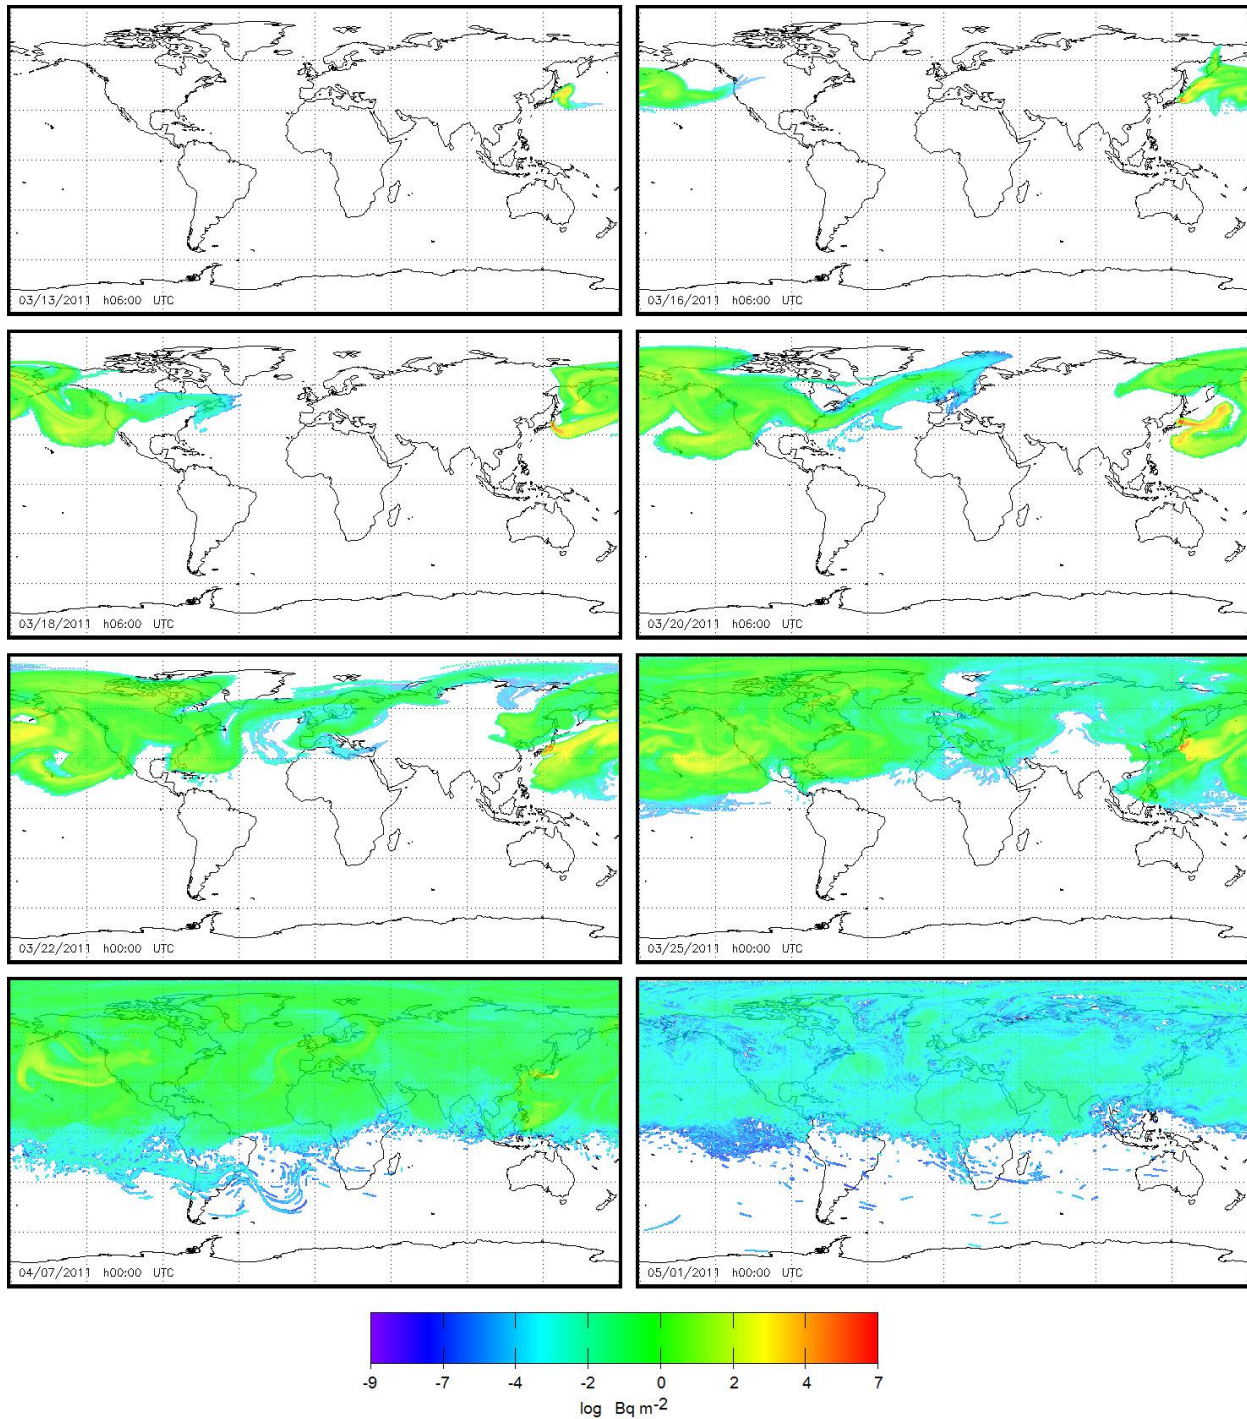 03/13/2011 h06:00 UTC
03/16/2011 h06:00 UTC
03/18/2011 h06:00 UTC
03/20/2011 h06:00 UTC
03/22/2011 h00:00 UTC
03/25/2011 h00:00 UTC
04/07/2011 h00:00 UTC
05/01/2011 h00:00 UTC
-9 -7 -4 -2 0 2 4 7
log Bq m-2